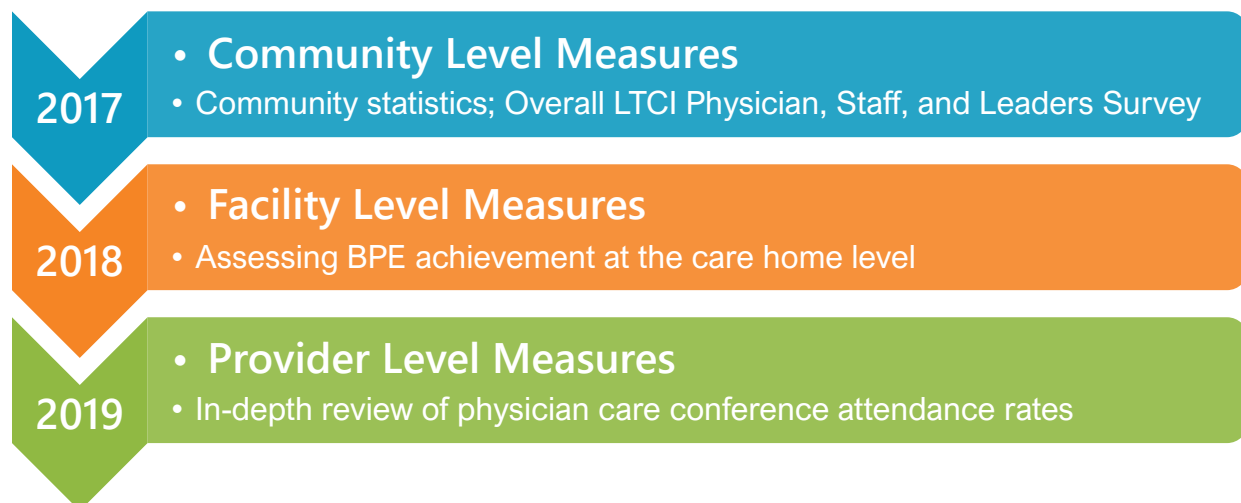 • Community Level Measures
2017
• Community statistics; Overall LTCI Physician, Staff, and Leaders Survey
• Facility Level Measures
2018
• Assessing BPE achievement at the care home level
• Provider Level Measures
2019
• In-depth review of physician care conference attendance rates